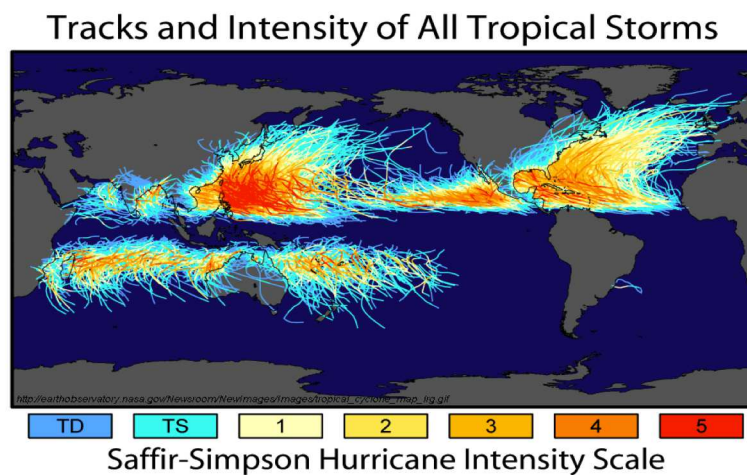 Tracks and Intensity of All Tropical Storms
http://earthobservatory.nasa.gov/Newsroom/NewImages/Images/tropical_cyclone_map_lrg.gif
TD TS 1 2 3 4 5
Saffir-Simpson Hurricane Intensity Scale